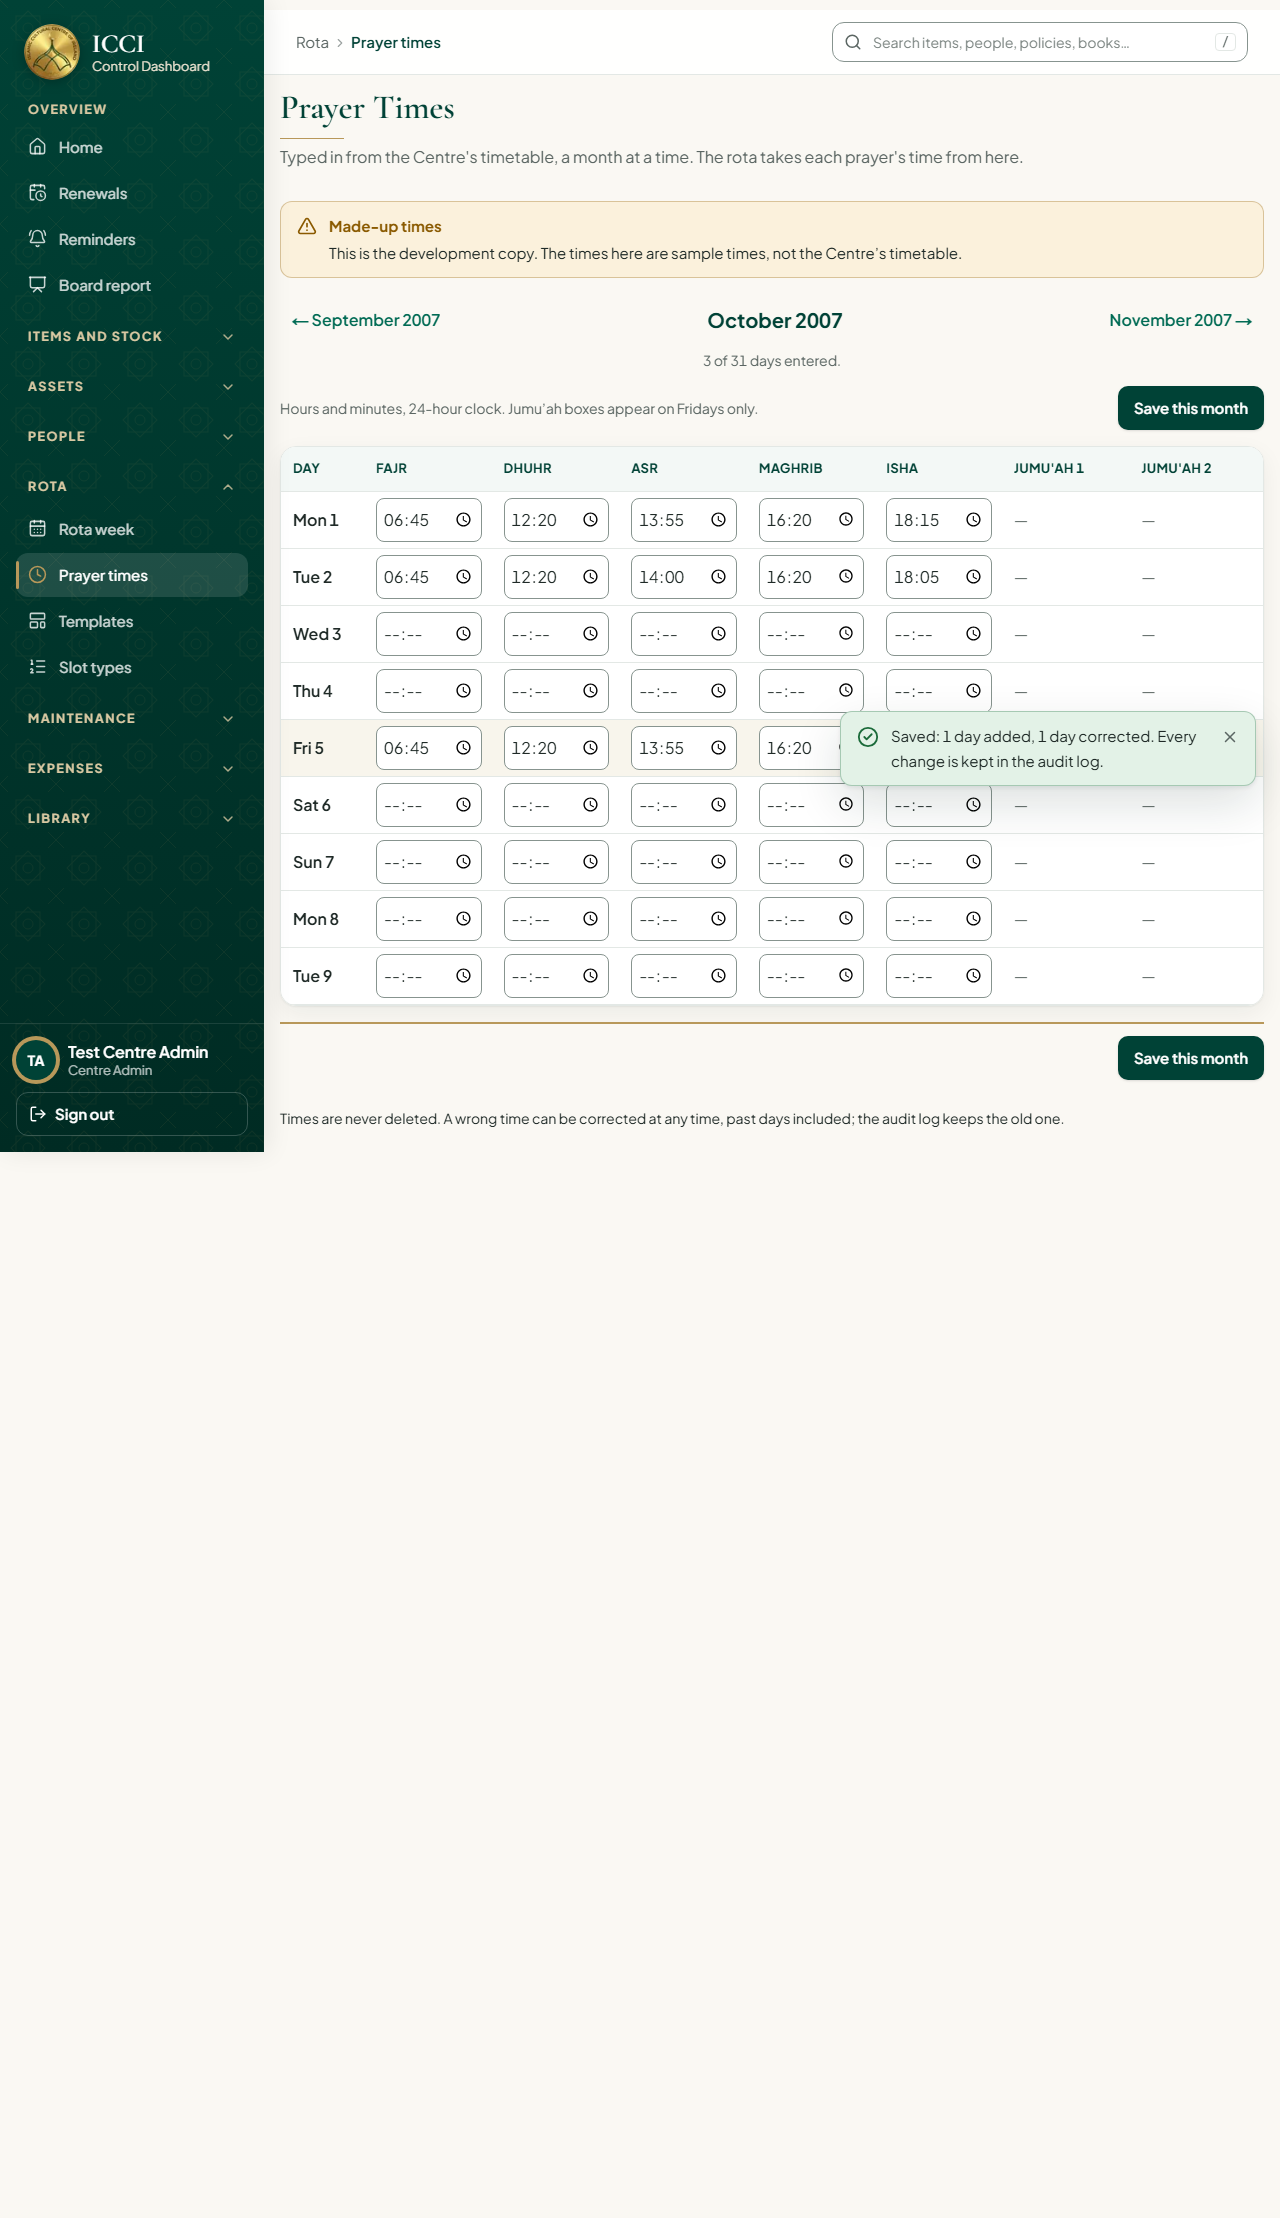 ICCI
Control Dashboard
OVERVIEW
Home
Renewals
Reminders
Board report
ITEMS AND STOCK
ASSETS
PEOPLE
ROTA
Rota week
Prayer times
Templates
Slot types
MAINTENANCE
EXPENSES
LIBRARY
TA
Test Centre Admin
Centre Admin
Sign out
Rota › Prayer times
Search items, people, policies, books… /
Prayer Times
Typed in from the Centre's timetable, a month at a time. The rota takes each prayer's time from here.
Made-up times
This is the development copy. The times here are sample times, not the Centre’s timetable.
← September 2007 October 2007 November 2007 →
3 of 31 days entered.
Hours and minutes, 24-hour clock. Jumu’ah boxes appear on Fridays only. Save this month
DAY FAJR DHUHR ASR MAGHRIB ISHA JUMU'AH 1 JUMU'AH 2
Mon 1 06:45 12:20 13:55 16:20 18:15 — —
Tue 2 06:45 12:20 14:00 16:20 18:05 — —
Wed 3 --:-- --:-- --:-- --:-- --:-- — —
Thu 4 --:-- --:-- --:-- --:-- --:-- — —
Fri 5 06:45 12:20 13:55 16:20
Saved: 1 day added, 1 day corrected. Every
change is kept in the audit log.
Sat 6 --:-- --:-- --:-- --:-- --:-- — —
Sun 7 --:-- --:-- --:-- --:-- --:-- — —
Mon 8 --:-- --:-- --:-- --:-- --:-- — —
Tue 9 --:-- --:-- --:-- --:-- --:-- — —
Save this month
Times are never deleted. A wrong time can be corrected at any time, past days included; the audit log keeps the old one.